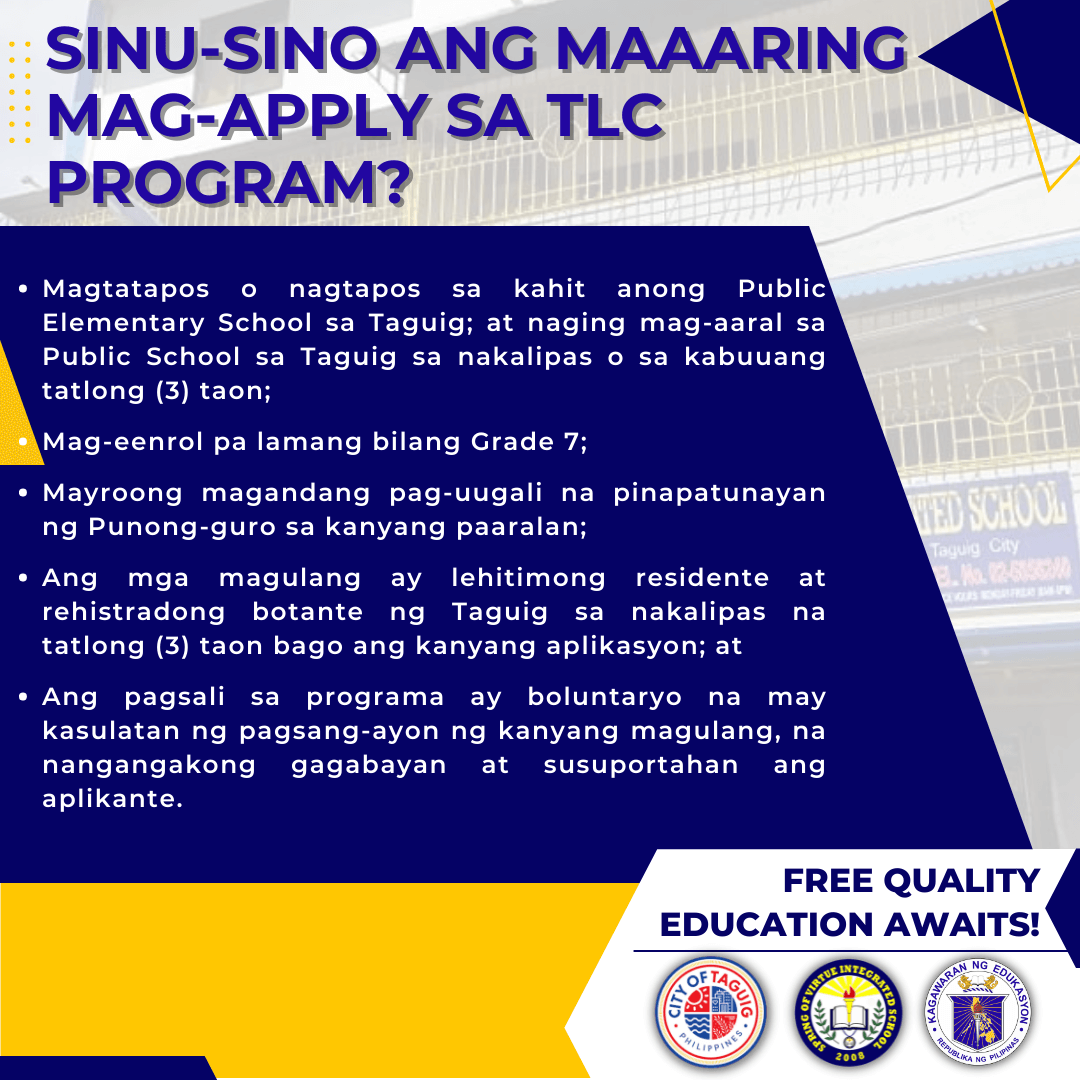 SINU-SINO ANG MAAARING
MAG-APPLY SA TLC
PROGRAM?
• Magtatapos o nagtapos sa kahit anong Public
Elementary School sa Taguig; at naging mag-aaral sa
Public School sa Taguig sa nakalipas o sa kabuuang
tatlong (3) taon;
• Mag-eenrol pa lamang bilang Grade 7;
• Mayroong magandang pag-uugali na pinapatunayan
ng Punong-guro sa kanyang paaralan;
• Ang mga magulang ay lehitimong residente at
rehistradong botante ng Taguig sa nakalipas na
tatlong (3) taon bago ang kanyang aplikasyon; at
• Ang pagsali sa programa ay boluntaryo na may
kasulatan ng pagsang-ayon ng kanyang magulang, na
nangangakong gagabayan at susuportahan ang
aplikante.
TED SCHOOL
Taguig City
FREE QUALITY
EDUCATION AWAITS!
CITY OF TAGUIG
PHILIPPINES
SPRING OF VIRTUE INTEGRATED SCHOOL
2008
KAGAWARAN NG EDUKASYON
REPUBLIKA NG PILIPINAS